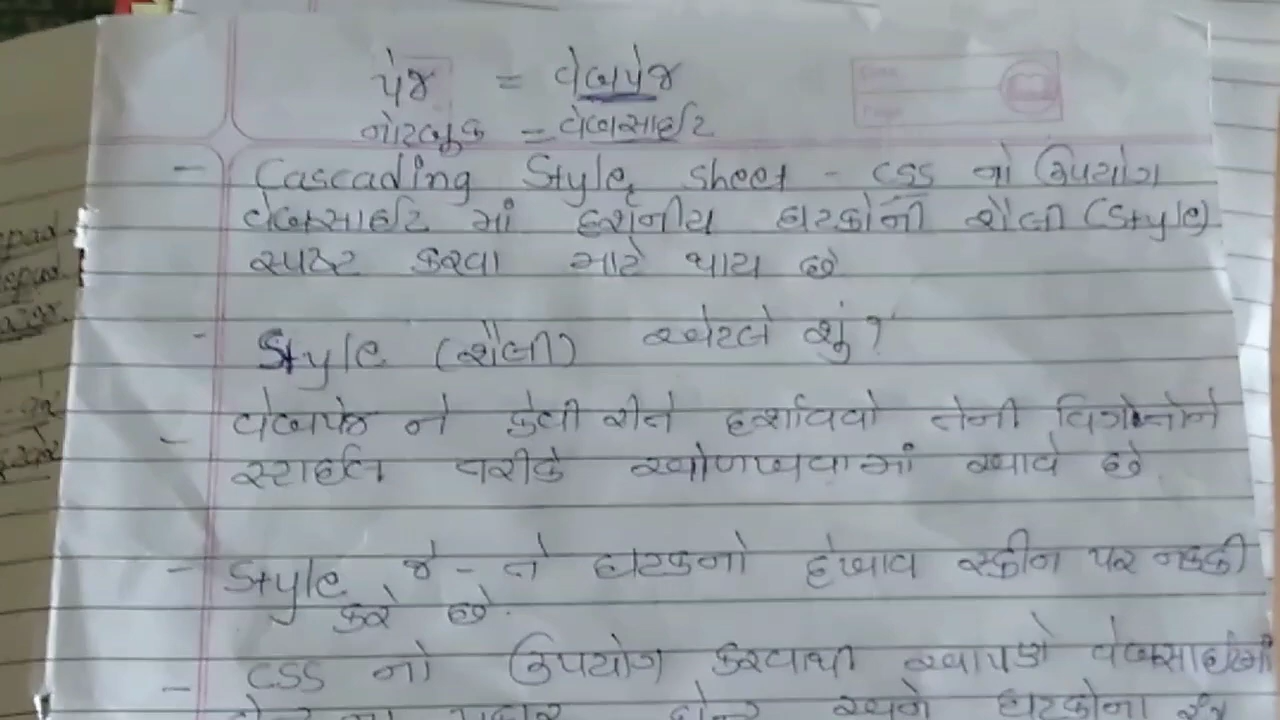 પેજ = વેબપેજ
નોટબુક = વેબસાઈટ
- Cascading Style sheet - CSS નો ઉપયોગ
વેબસાઈટ માં દર્શનીય ઘટકોની શૈલી (Style)
સ્પષ્ટ કરવા માટે થાય છે
- Style (શૈલી) એટલે શું?
- વેબપેજ ને કેવી રીતે દર્શાવવો તેની વિગતોને
સ્ટાઈલ તરીકે ઓળખવામાં આવે છે.
- Style જે - તે ઘટકનો દેખાવ સ્ક્રીન પર નક્કી
કરે છે.
- CSS નો ઉપયોગ કરવાથી આપણે વેબસાઈટમાં
ઘટકોના